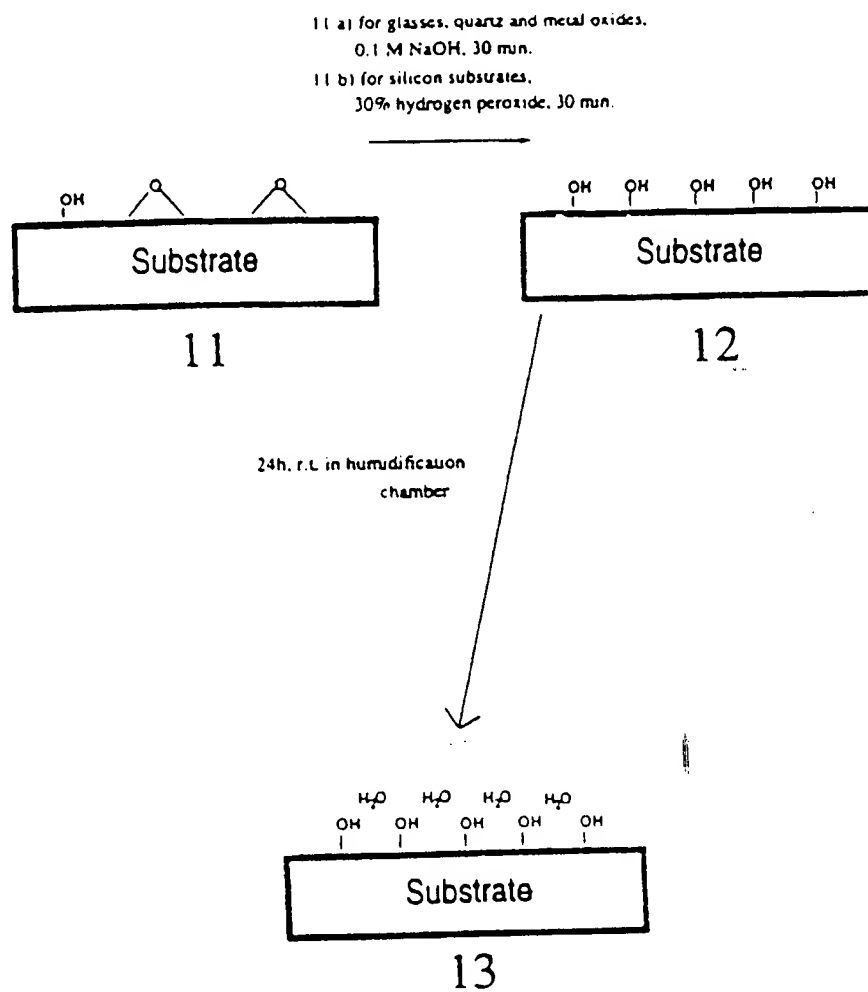 11 a) for glasses, quartz and metal oxides,
0.1 M NaOH, 30 min.
11 b) for silicon substrates,
30% hydrogen peroxide, 30 min.
OH O O
Substrate
11
OH OH OH OH OH
Substrate
12
24h, r.t. in humidification
chamber
H2O H2O H2O H2O
OH OH OH OH OH
Substrate
13